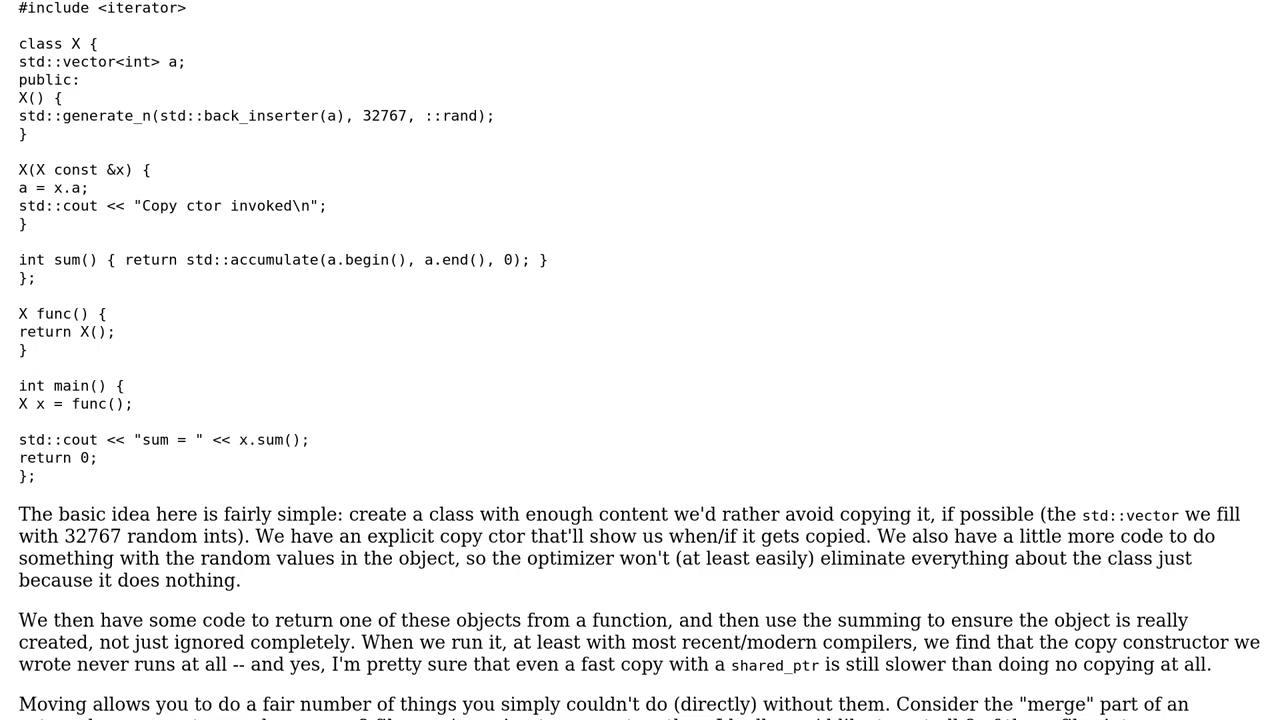 #include <iterator>
class X {
std::vector<int> a;
public:
X() {
std::generate_n(std::back_inserter(a), 32767, ::rand);
}
X(X const &x) {
a = x.a;
std::cout << "Copy ctor invoked\n";
}
int sum() { return std::accumulate(a.begin(), a.end(), 0); }
};
X func() {
return X();
}
int main() {
X x = func();
std::cout << "sum = " << x.sum();
return 0;
};
The basic idea here is fairly simple: create a class with enough content we'd rather avoid copying it, if possible (the std::vector we fill
with 32767 random ints). We have an explicit copy ctor that'll show us when/if it gets copied. We also have a little more code to do
something with the random values in the object, so the optimizer won't (at least easily) eliminate everything about the class just
because it does nothing.
We then have some code to return one of these objects from a function, and then use the summing to ensure the object is really
created, not just ignored completely. When we run it, at least with most recent/modern compilers, we find that the copy constructor we
wrote never runs at all -- and yes, I'm pretty sure that even a fast copy with a shared_ptr is still slower than doing no copying at all.
Moving allows you to do a fair number of things you simply couldn't do (directly) without them. Consider the "merge" part of an